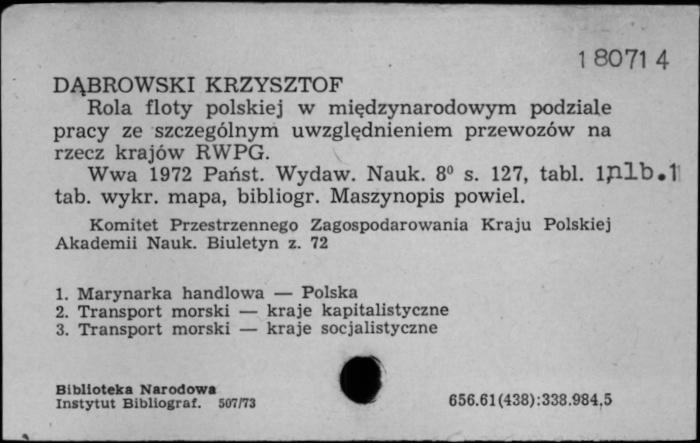 180714
DĄBROWSKI KRZYSZTOF
Rola floty polskiej w międzynarodowym podziale
pracy ze szczególnym uwzględnieniem przewozów na
rzecz krajów RWPG.
Wwa 1972 Państ. Wydaw. Nauk. 8⁰ s. 127, tabl. 1, nlb.1
tab. wykr. mapa, bibliogr. Maszynopis powiel.
Komitet Przestrzennego Zagospodarowania Kraju Polskiej
Akademii Nauk. Biuletyn z. 72
1. Marynarka handlowa — Polska
2. Transport morski — kraje kapitalistyczne
3. Transport morski — kraje socjalistyczne
Biblioteka Narodowa
Instytut Bibliograf. 507/73
656.61(438):338.984.5